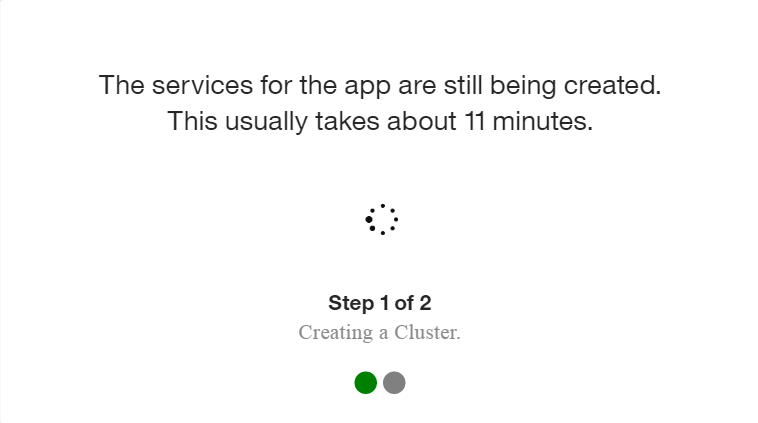 The services for the app are still being created.
This usually takes about 11 minutes.
Step 1 of 2
Creating a Cluster.